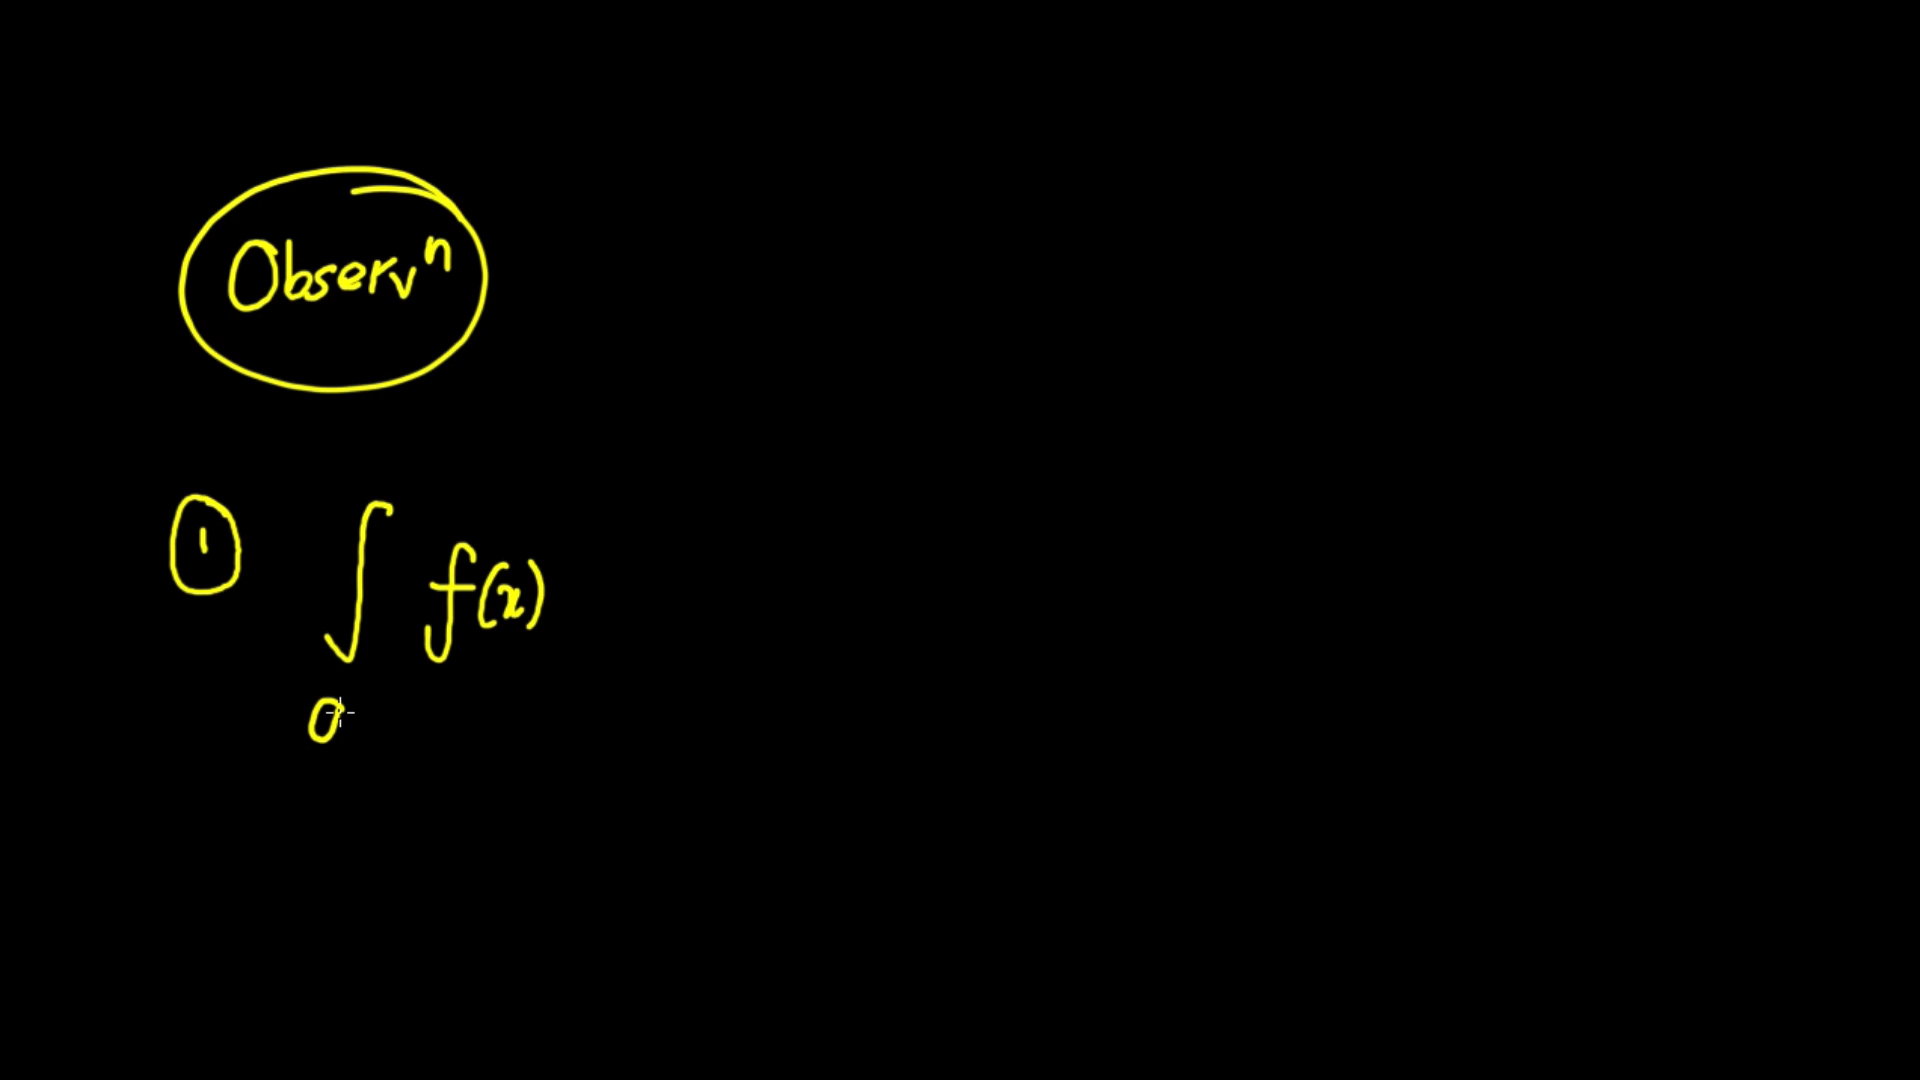 Observⁿ
① ∫ f(x)
0